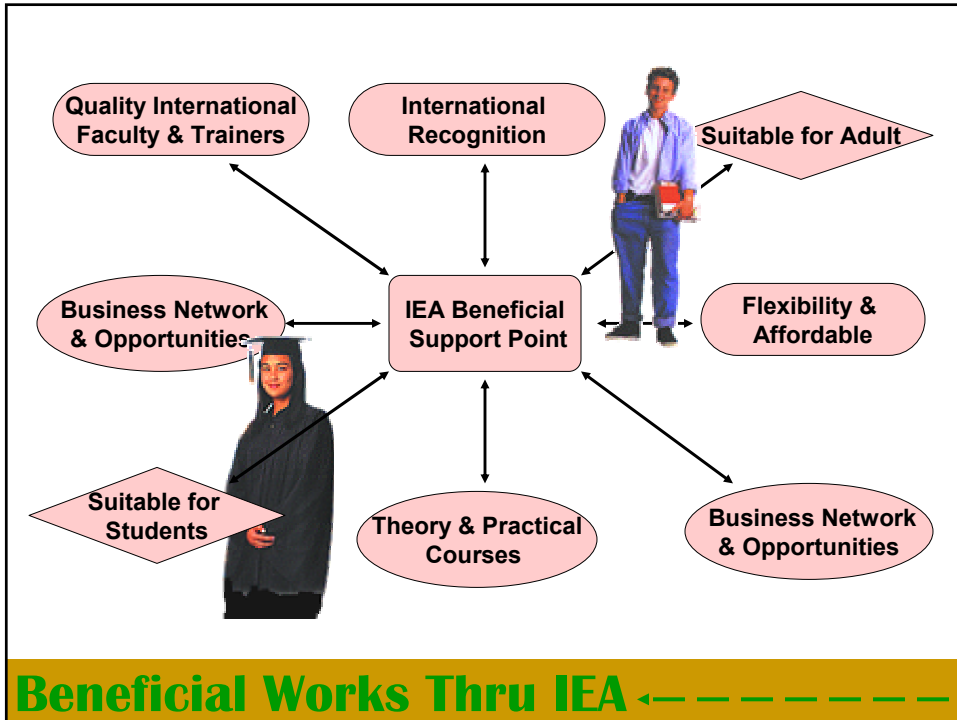 Quality International
Faculty & Trainers
International
Recognition
Suitable for Adult
Business Network
& Opportunities
IEA Beneficial
Support Point
Flexibility &
Affordable
Suitable for
Students
Theory & Practical
Courses
Business Network
& Opportunities
Beneficial Works Thru IEA